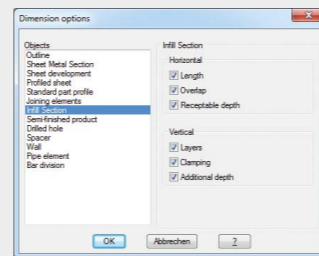 Dimension options
Objects
Outline
Sheet Metal Section
Sheet development
Profiled sheet
Standard part profile
Joining elements
Infill Section
Semi-finished product
Drilled hole
Spacer
Wall
Pipe element
Bar division
Infill Section
Horizontal
Length
Overlap
Receptable depth
Vertical
Layers
Clamping
Additional depth
OK
Abbrechen
?